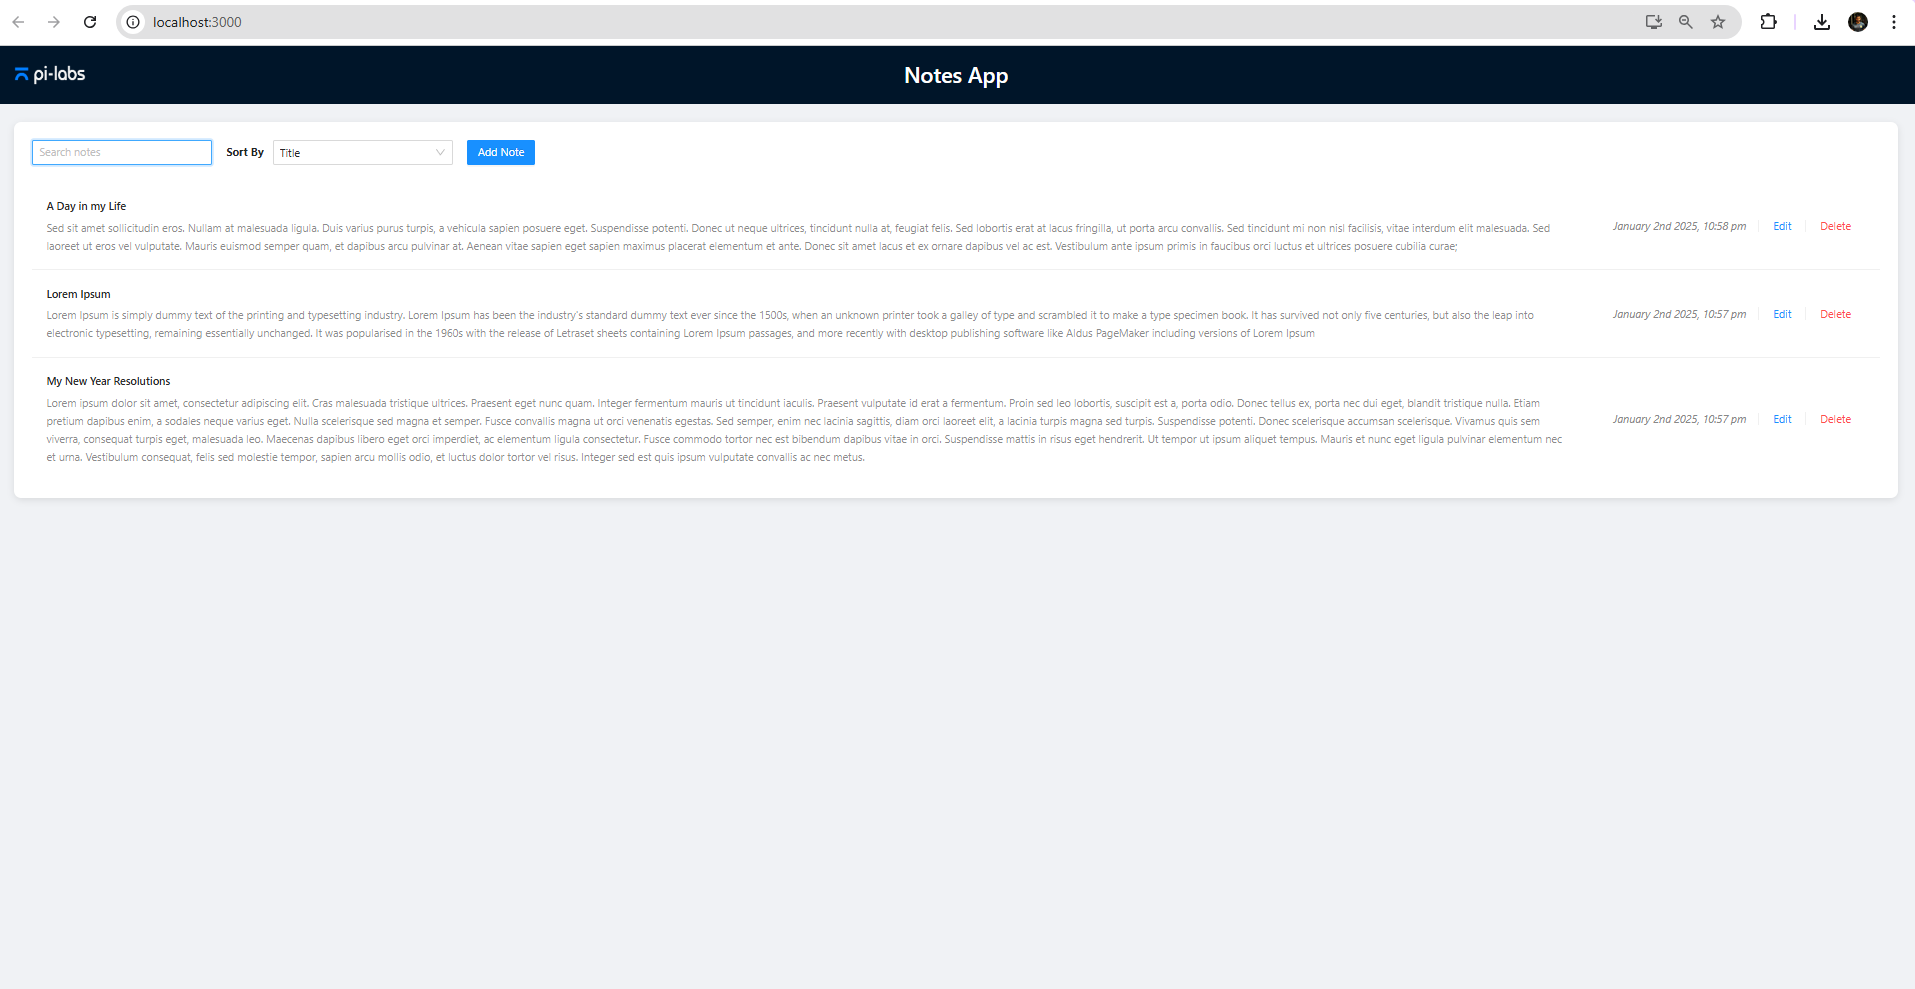 localhost:3000
pi-labs
Notes App
Search notes
Sort By
Title
Add Note
A Day in my Life
Sed sit amet sollicitudin eros. Nullam at malesuada ligula. Duis varius purus turpis, a vehicula sapien posuere eget. Suspendisse potenti. Donec ut neque ultrices, tincidunt nulla at, feugiat felis. Sed lobortis erat at lacus fringilla, ut porta arcu convallis. Sed tincidunt mi non nisl facilisis, vitae interdum elit malesuada. Sed
laoreet ut eros vel vulputate. Mauris euismod semper quam, et dapibus arcu pulvinar at. Aenean vitae sapien eget sapien maximus placerat elementum et ante. Donec sit amet lacus et ex ornare dapibus vel ac est. Vestibulum ante ipsum primis in faucibus orci luctus et ultrices posuere cubilia curae;
January 2nd 2025, 10:58 pm
Edit
Delete
Lorem Ipsum
Lorem Ipsum is simply dummy text of the printing and typesetting industry. Lorem Ipsum has been the industry's standard dummy text ever since the 1500s, when an unknown printer took a galley of type and scrambled it to make a type specimen book. It has survived not only five centuries, but also the leap into
electronic typesetting, remaining essentially unchanged. It was popularised in the 1960s with the release of Letraset sheets containing Lorem Ipsum passages, and more recently with desktop publishing software like Aldus PageMaker including versions of Lorem Ipsum
January 2nd 2025, 10:57 pm
Edit
Delete
My New Year Resolutions
Lorem ipsum dolor sit amet, consectetur adipiscing elit. Cras malesuada tristique ultrices. Praesent eget nunc quam. Integer fermentum mauris ut tincidunt iaculis. Praesent vulputate id erat a fermentum. Proin sed leo lobortis, suscipit est a, porta odio. Donec tellus ex, porta nec dui eget, blandit tristique nulla. Etiam
pretium dapibus enim, a sodales neque varius eget. Nulla scelerisque sed magna et semper. Fusce convallis magna ut orci venenatis egestas. Sed semper, enim nec lacinia sagittis, diam orci laoreet elit, a lacinia turpis magna sed turpis. Suspendisse potenti. Donec scelerisque accumsan scelerisque. Vivamus quis sem
viverra, consequat turpis eget, malesuada leo. Maecenas dapibus libero eget orci imperdiet, ac elementum ligula consectetur. Fusce commodo tortor nec est bibendum dapibus vitae in orci. Suspendisse mattis in risus eget hendrerit. Ut tempor ut ipsum aliquet tempus. Mauris et nunc eget ligula pulvinar elementum nec
et urna. Vestibulum consequat, felis sed molestie tempor, sapien arcu mollis odio, et luctus dolor tortor vel risus. Integer sed est quis ipsum vulputate convallis ac nec metus.
January 2nd 2025, 10:57 pm
Edit
Delete